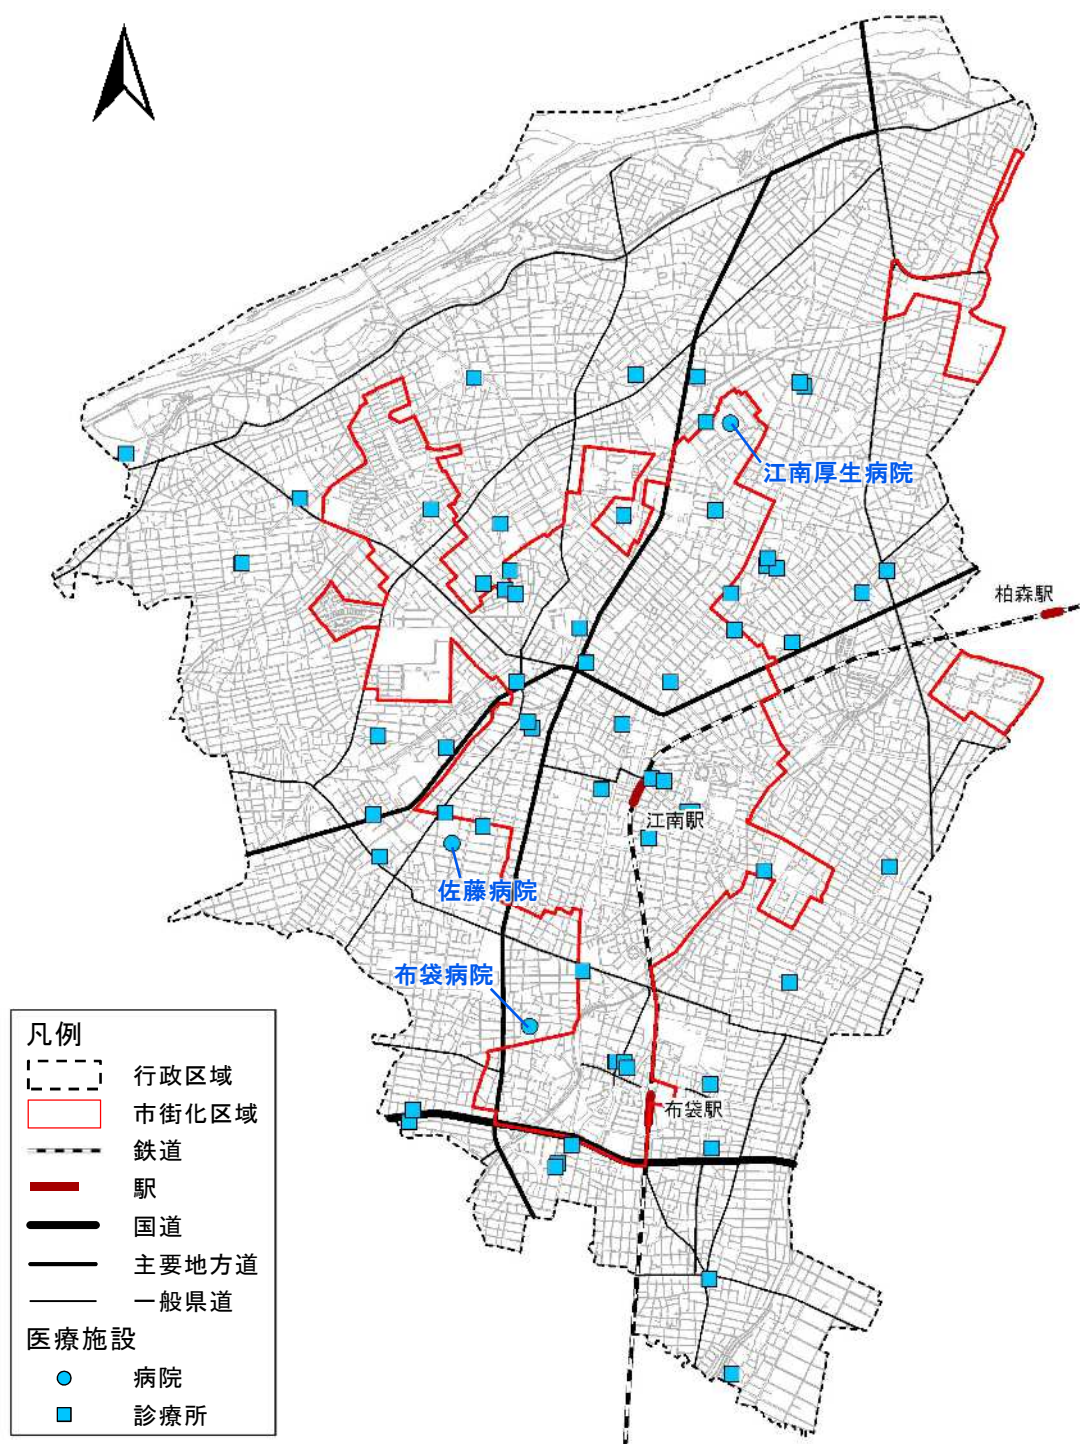 江南厚生病院
柏森駅
江南駅
佐藤病院
布袋病院
布袋駅
凡例
行政区域
市街化区域
鉄道
駅
国道
主要地方道
一般県道
医療施設
病院
診療所